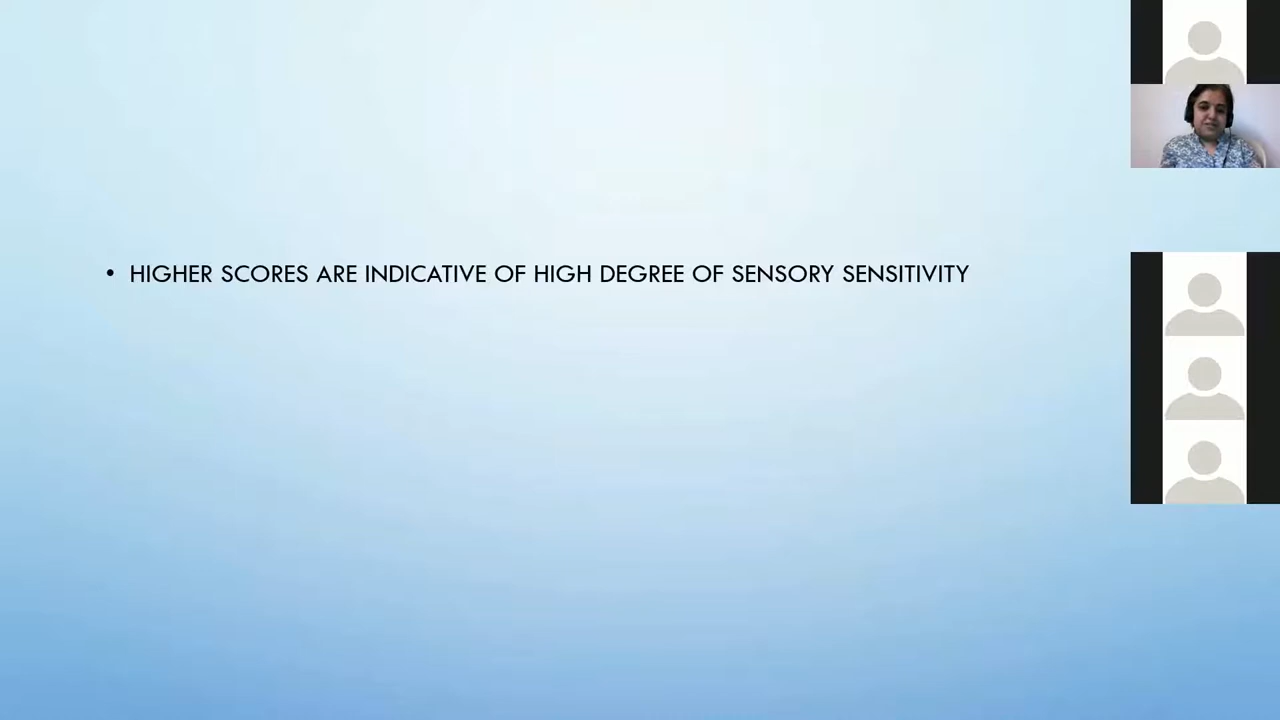 • HIGHER SCORES ARE INDICATIVE OF HIGH DEGREE OF SENSORY SENSITIVITY